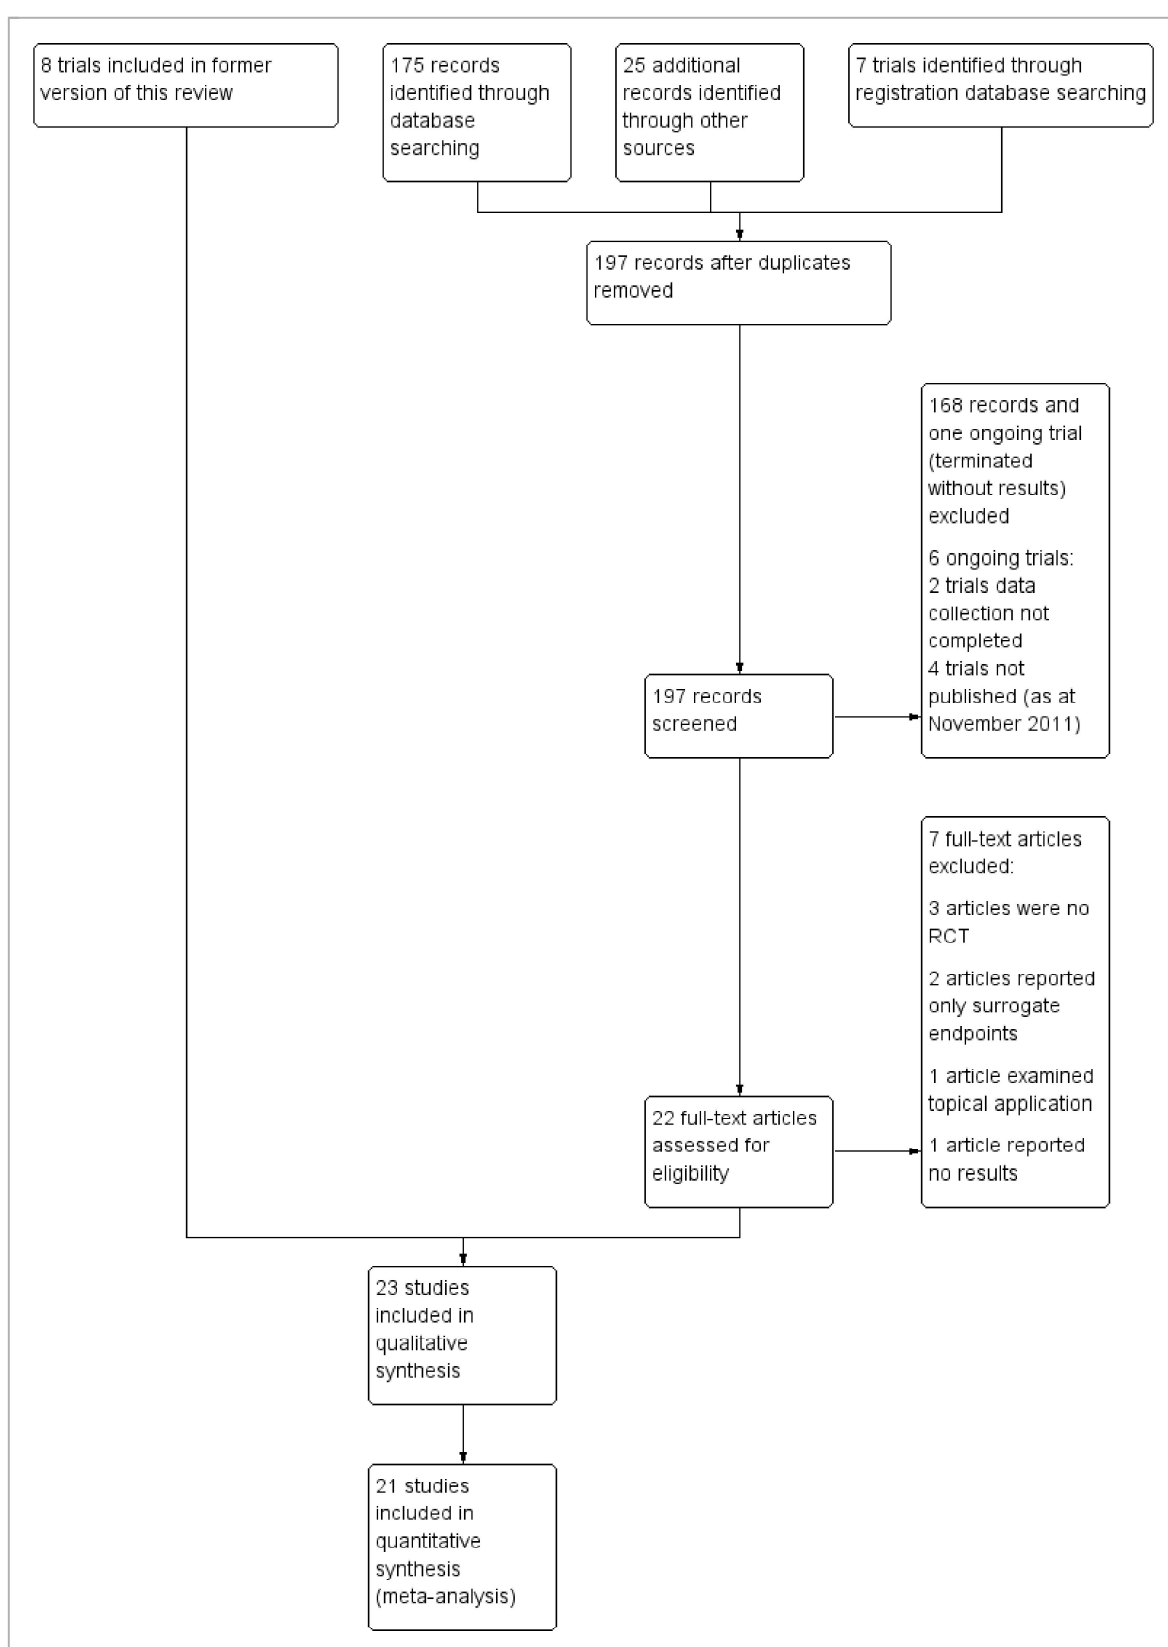 8 trials included in former
version of this review
175 records
identified through
database
searching
25 additional
records identified
through other
sources
7 trials identified through
registration database searching
197 records after duplicates
removed
168 records and
one ongoing trial
(terminated
without results)
excluded
6 ongoing trials:
2 trials data
collection not
completed
4 trials not
published (as at
November 2011)
197 records
screened
7 full-text articles
excluded:
3 articles were no
RCT
2 articles reported
only surrogate
endpoints
1 article examined
topical application
1 article reported
no results
22 full-text articles
assessed for
eligibility
23 studies
included in
qualitative
synthesis
21 studies
included in
quantitative
synthesis
(meta-analysis)